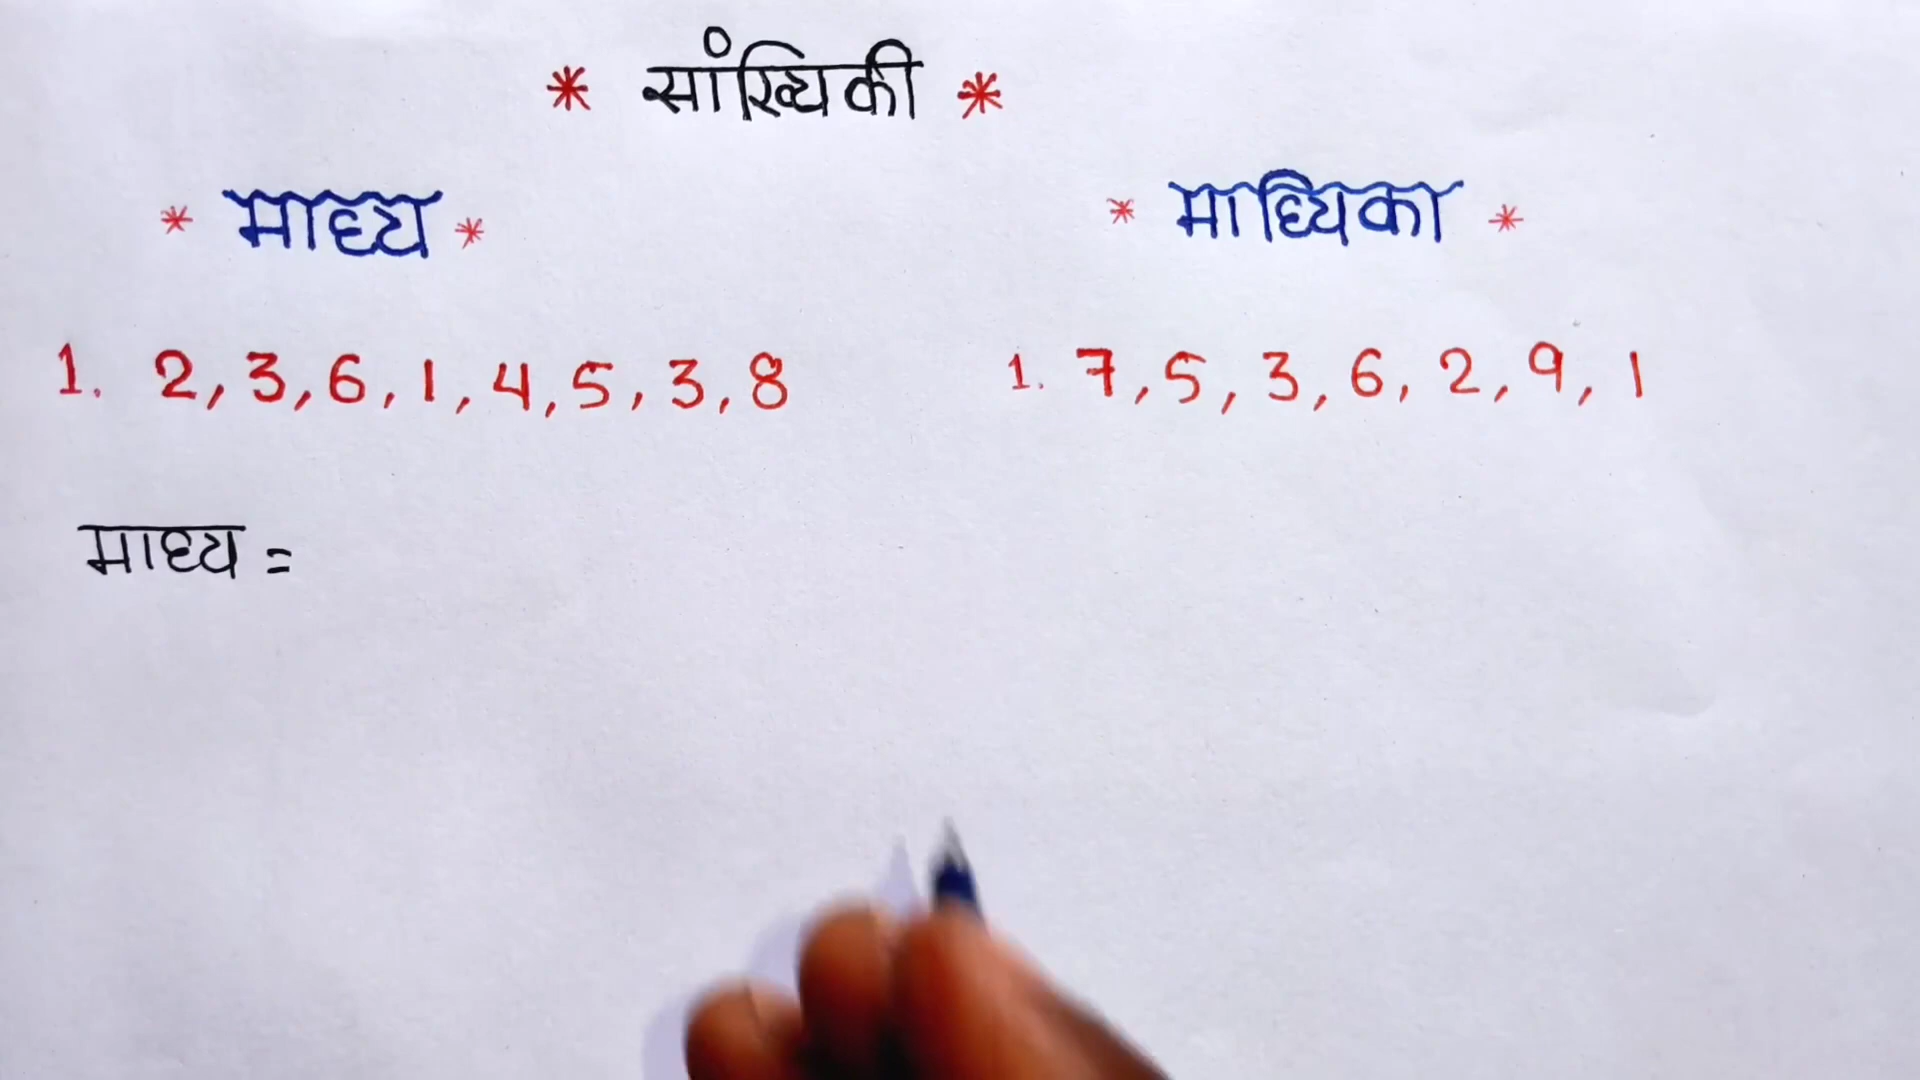 * सांख्यिकी *
* माध्य *
* माध्यिका *
1. 2, 3, 6, 1, 4, 5, 3, 8
1. 7, 5, 3, 6, 2, 9, 1
माध्य =